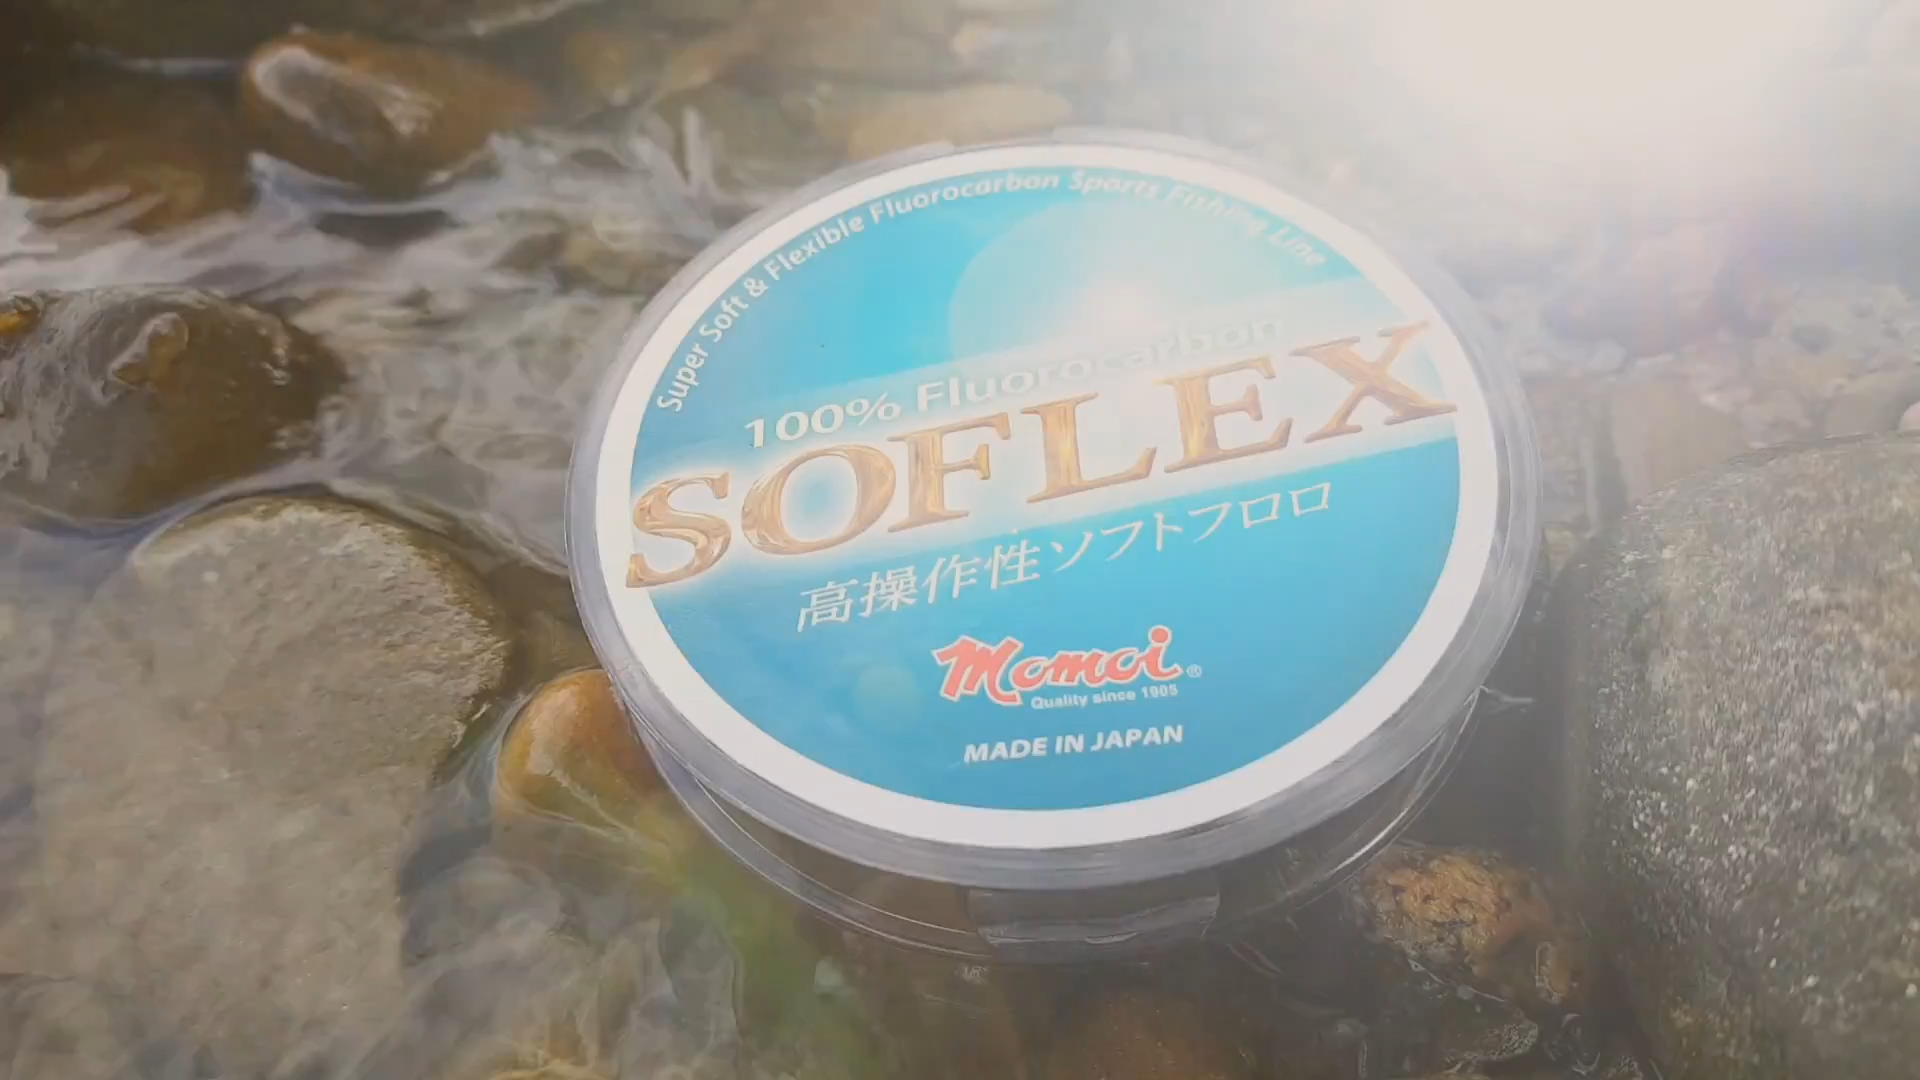 Super Soft & Flexible Fluorocarbon Sports Fishing Line
100% Fluorocarbon
SOFLEX
高操作性ソフトフロロ
Momoi®
Quality since 1905
MADE IN JAPAN